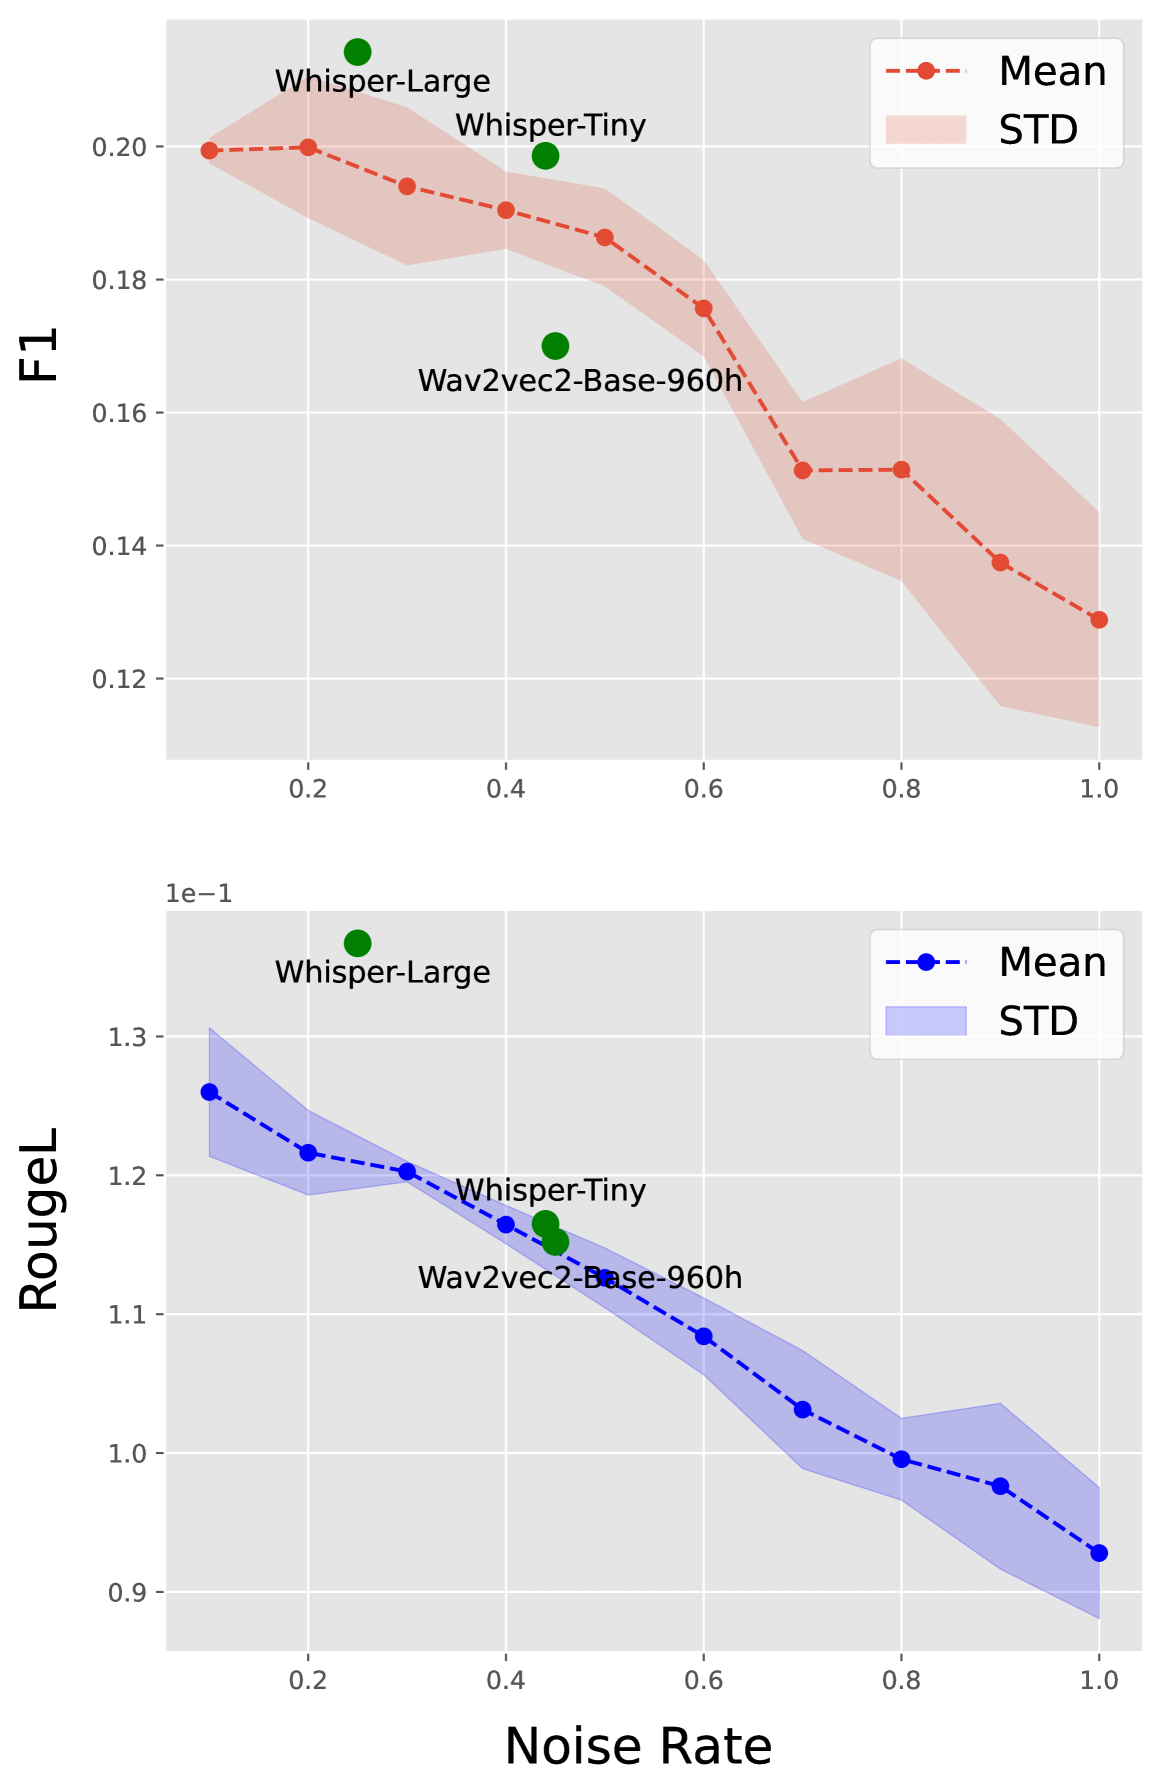 Whisper-Large
Whisper-Tiny
Wav2vec2-Base-960h
Mean
STD
F1
0.20
0.18
0.16
0.14
0.12
0.2 0.4 0.6 0.8 1.0
1e−1
Whisper-Large
Whisper-Tiny
Wav2vec2-Base-960h
Mean
STD
RougeL
1.3
1.2
1.1
1.0
0.9
0.2 0.4 0.6 0.8 1.0
Noise Rate